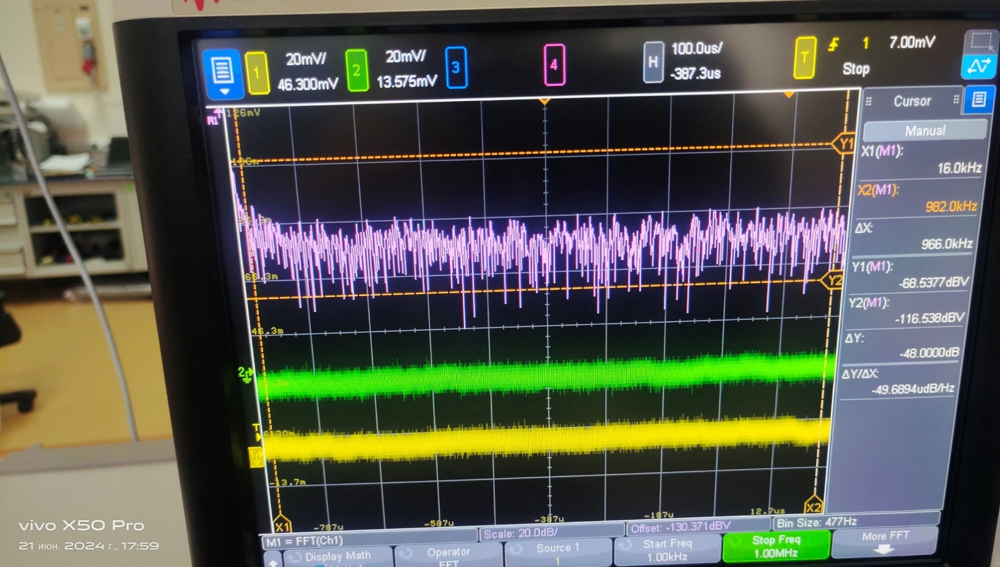 20mV/
20mV/
100.0us/
1
7.00mV
1
2
3
4
H
T
46.300mV
13.575mV
-387.3us
Stop
M1
126mV
Cursor
Manual
Y1
X1(M1):
16.0kHz
X2(M1):
982.0kHz
ΔX:
966.0kHz
Y1(M1):
-68.5377dBV
Y2
Y2(M1):
-116.538dBV
46.3m
ΔY:
-48.0000dB
2
ΔY/ΔX:
-49.6894udB/Hz
T
-13.7m
X1
-787u
-587u
-387u
-187u
12.7us
X2
M1 = FFT(Ch1)
Scale: 20.0dB/
Offset: -130.371dBV
Bin Size: 477Hz
Display Math
Operator
FFT
Source 1
1
Start Freq
1.00kHz
Stop Freq
1.00MHz
More FFT
vivo X50 Pro
21 июн. 2024 г., 17:59